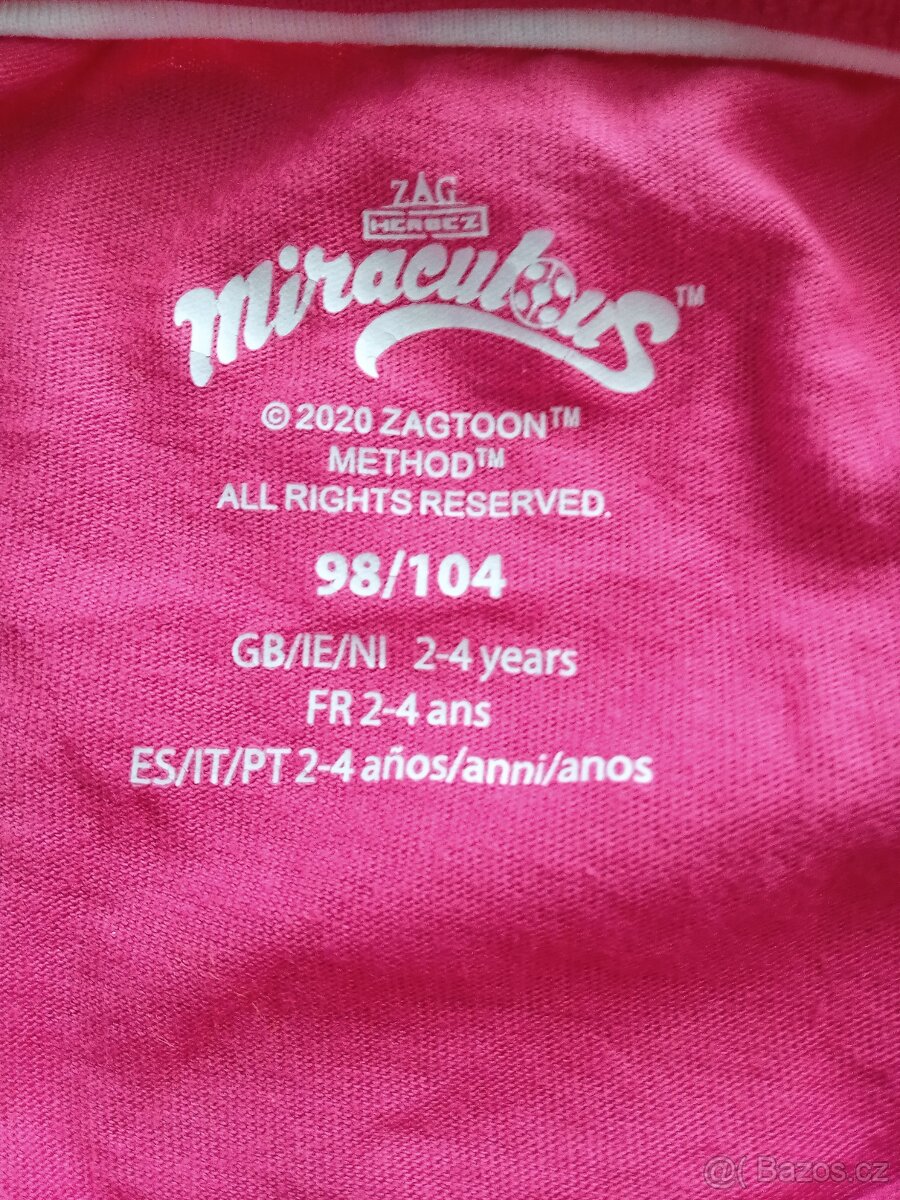 ZAG
HEROEZ
Miraculous™
© 2020 ZAGTOON™
METHOD™
ALL RIGHTS RESERVED.
98/104
GB/IE/NI 2-4 years
FR 2-4 ans
ES/IT/PT 2-4 años/anni/anos
@( Bazos.cz